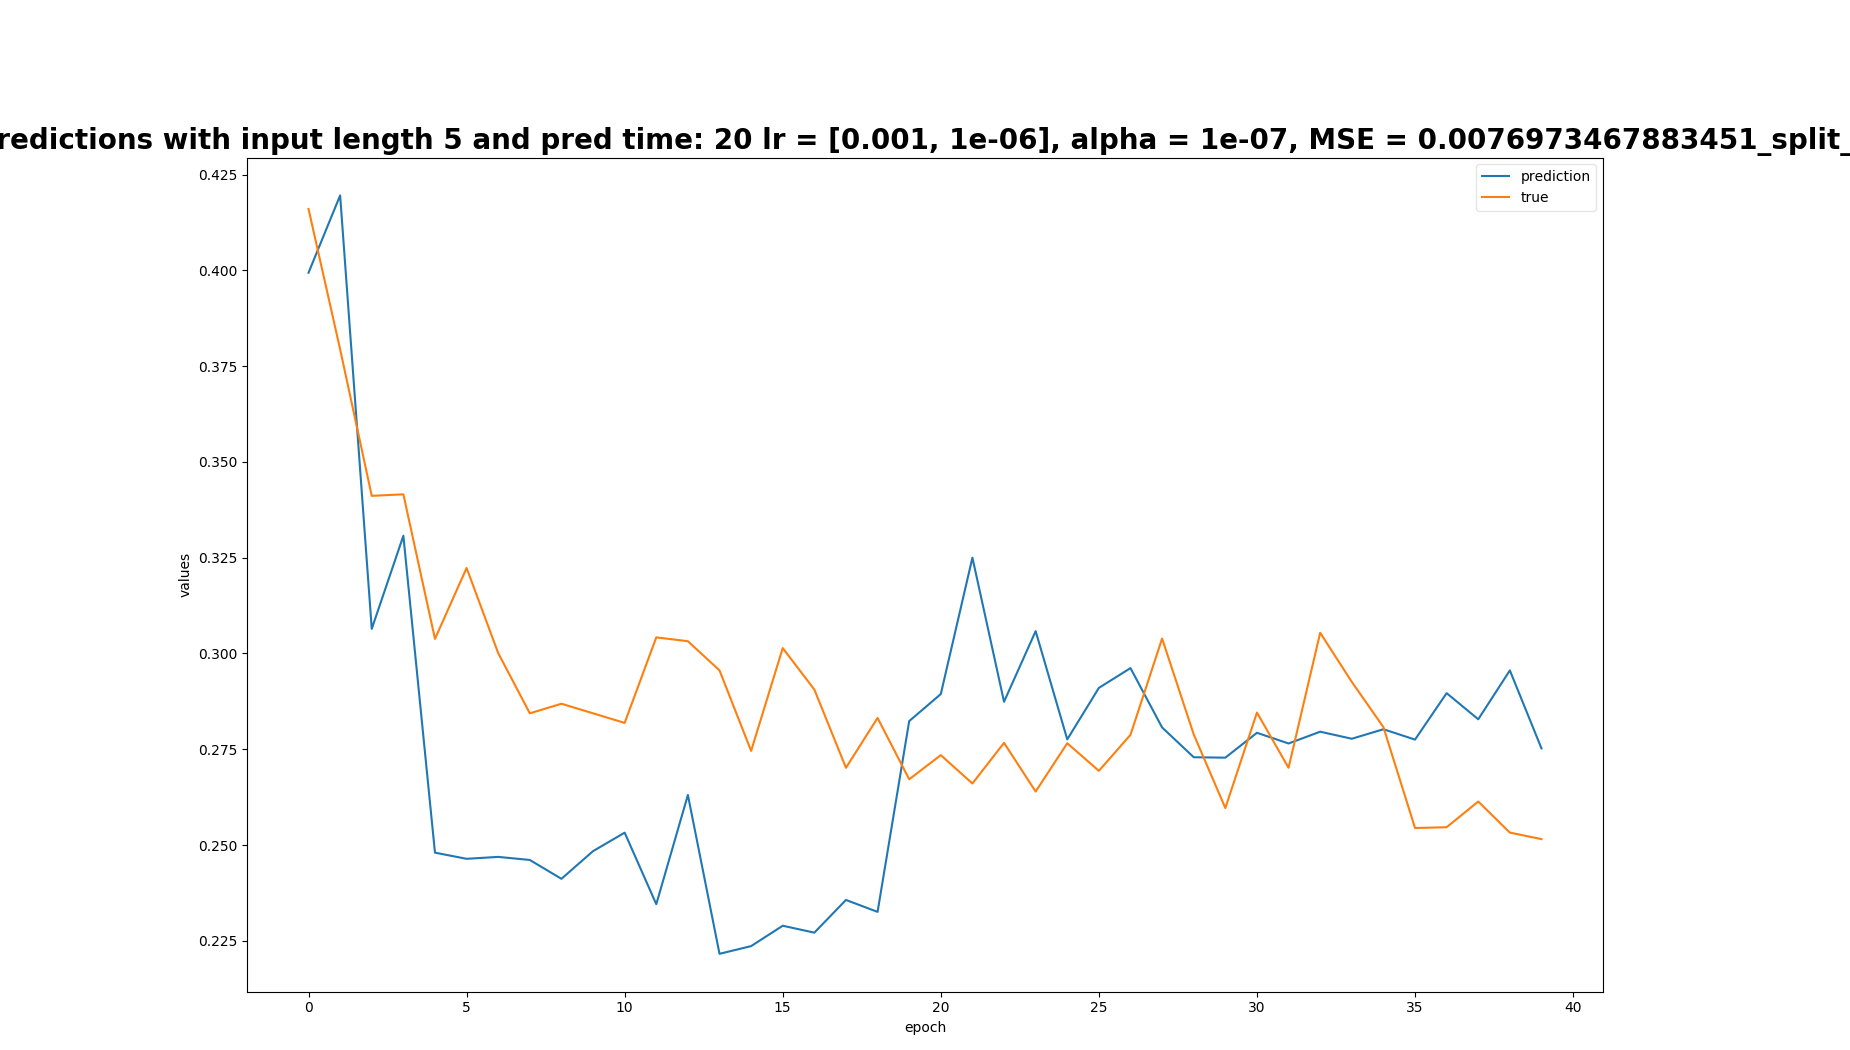 redictions with input length 5 and pred time: 20 lr = [0.001, 1e-06], alpha = 1e-07, MSE = 0.0076973467883451_split_
prediction
true
0.425
0.400
0.375
0.350
0.325
0.300
0.275
0.250
0.225
values
0 5 10 15 20 25 30 35 40
epoch